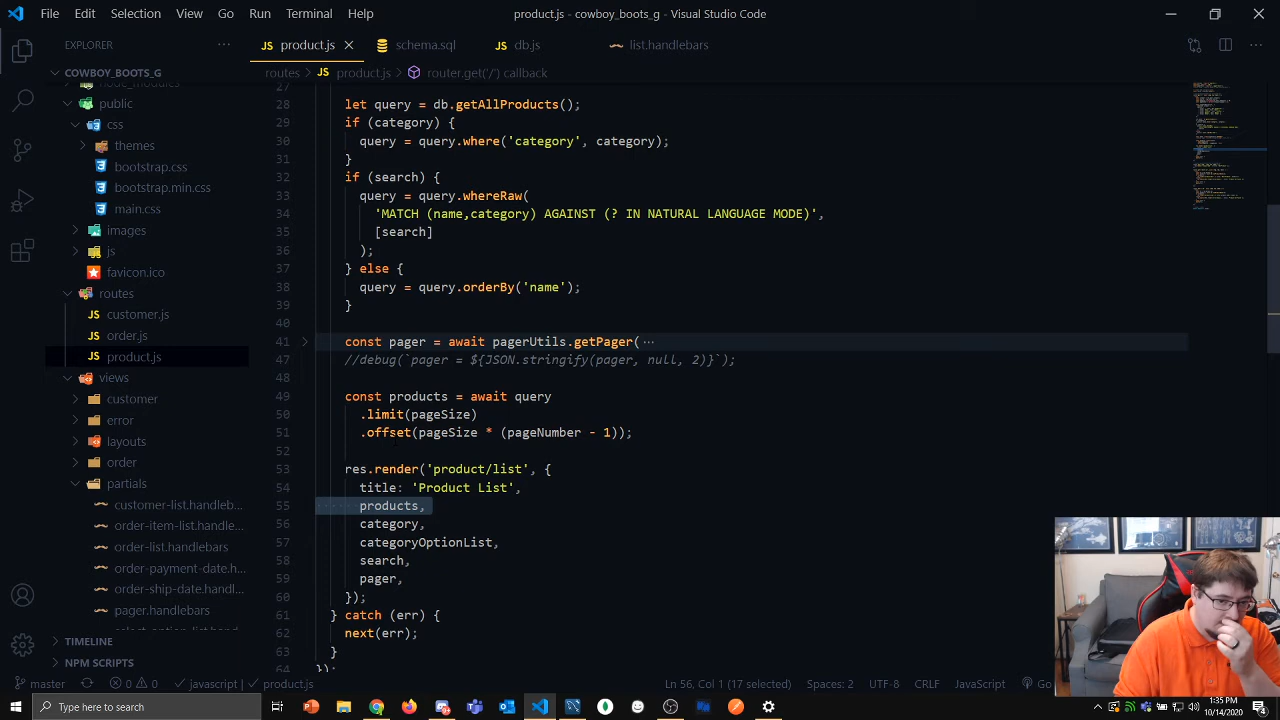 File Edit Selection View Go Run Terminal Help
product.js - cowboy_boots_g - Visual Studio Code
EXPLORER
JS product.js
schema.sql
JS db.js
list.handlebars
routes > JS product.js > router.get('/') callback
COWBOY_BOOTS_G
public
css
themes
bootstrap.css
bootstrap.min.css
main.css
images
js
favicon.ico
routes
customer.js
order.js
product.js
views
customer
error
layouts
order
partials
customer-list.handleb...
order-item-list.handle...
order-list.handlebars
order-payment-date.h...
order-ship-date.handl...
pager.handlebars
TIMELINE
NPM SCRIPTS
27
28 let query = db.getAllProducts();
29 if (category) {
30 query = query.where('category', category);
31 }
32 if (search) {
33 query = query.whereRaw(
34 'MATCH (name,category) AGAINST (? IN NATURAL LANGUAGE MODE)',
35 [search]
36 );
37 } else {
38 query = query.orderBy('name');
39 }
40
41 const pager = await pagerUtils.getPager( ...
47 //debug(`pager = ${JSON.stringify(pager, null, 2)}`);
48
49 const products = await query
50 .limit(pageSize)
51 .offset(pageSize * (pageNumber - 1));
52
53 res.render('product/list', {
54 title: 'Product List',
55 products,
56 category,
57 categoryOptionList,
58 search,
59 pager,
60 });
61 } catch (err) {
62 next(err);
63 }
64 });
master 0 0 javascript product.js
Ln 56, Col 1 (17 selected) Spaces: 2 UTF-8 CRLF JavaScript Go
Type here to search
1:35 PM
10/14/2020